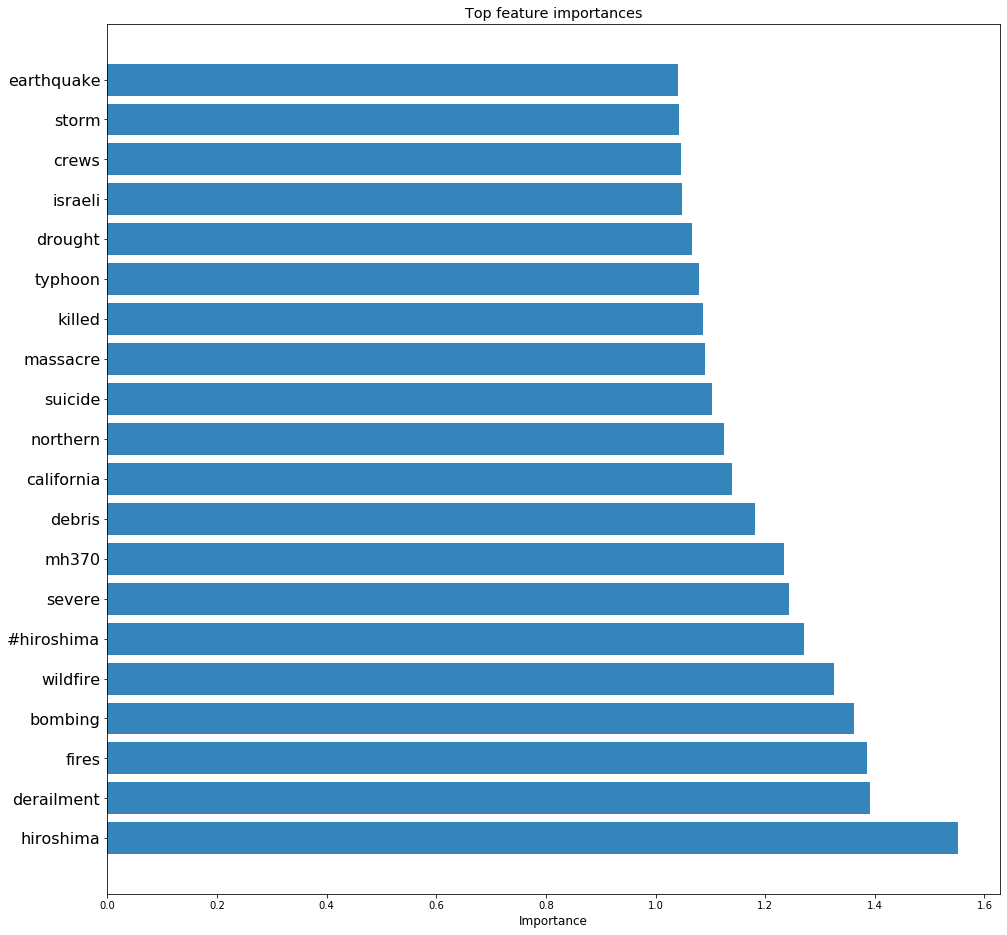 Top feature importances
earthquake
storm
crews
israeli
drought
typhoon
killed
massacre
suicide
northern
california
debris
mh370
severe
#hiroshima
wildfire
bombing
fires
derailment
hiroshima
0.0 0.2 0.4 0.6 0.8 1.0 1.2 1.4 1.6
Importance